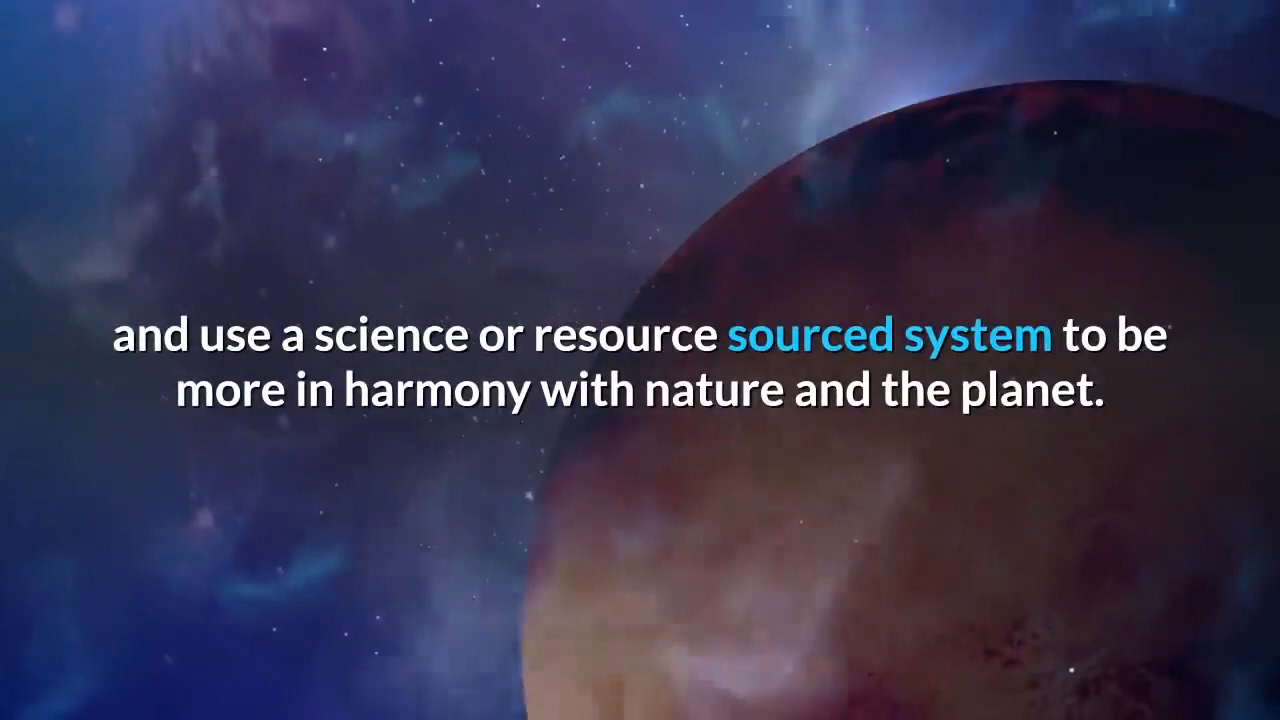 and use a science or resource sourced system to be
more in harmony with nature and the planet.